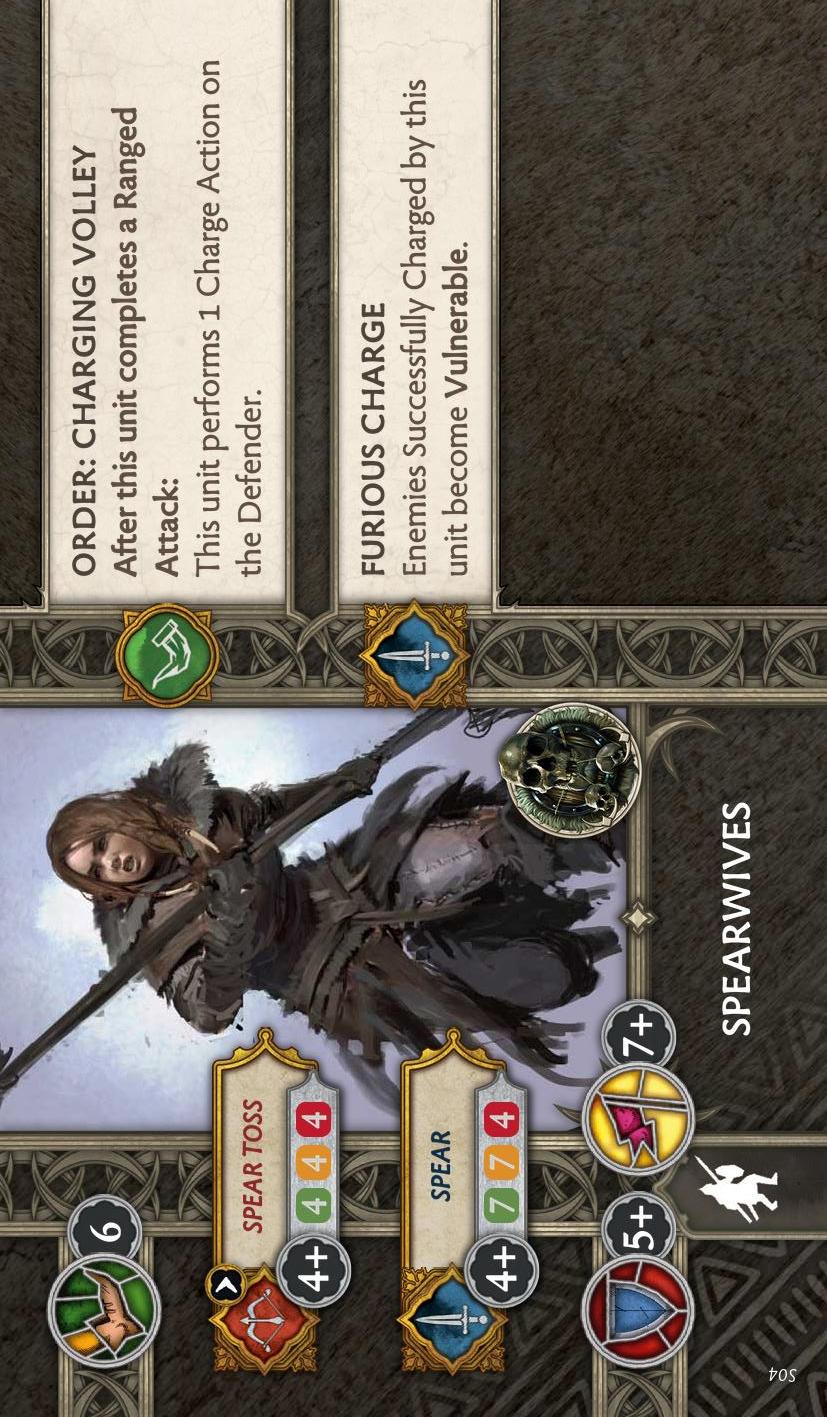 6
SPEAR TOSS
4+
4 4 4
SPEAR
4+
7 7 4
5+
7+
SPEARWIVES
S04
ORDER: CHARGING VOLLEY
After this unit completes a Ranged
Attack:
This unit performs 1 Charge Action on
the Defender.
FURIOUS CHARGE
Enemies Successfully Charged by this
unit become Vulnerable.